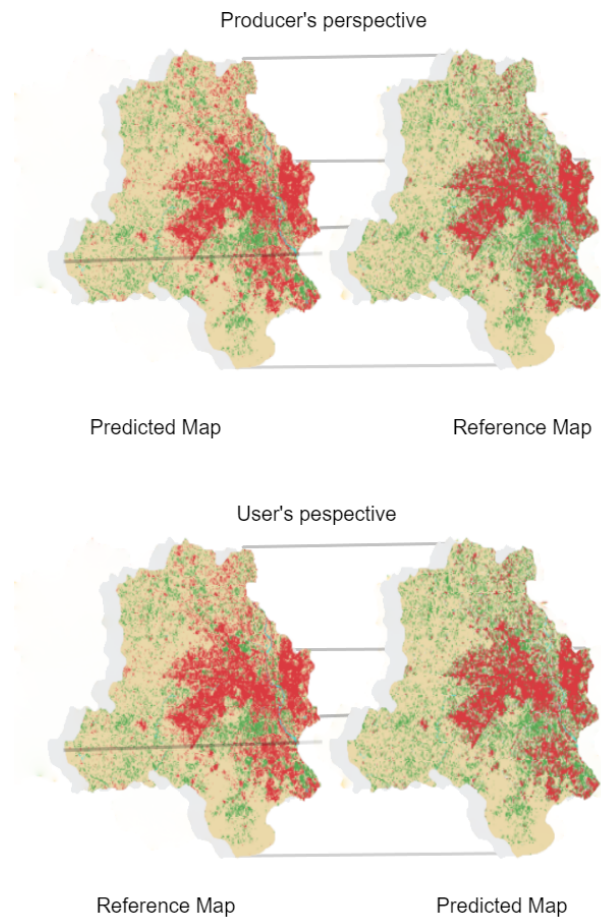 Producer's perspective
Predicted Map
Reference Map
User's pespective
Reference Map
Predicted Map